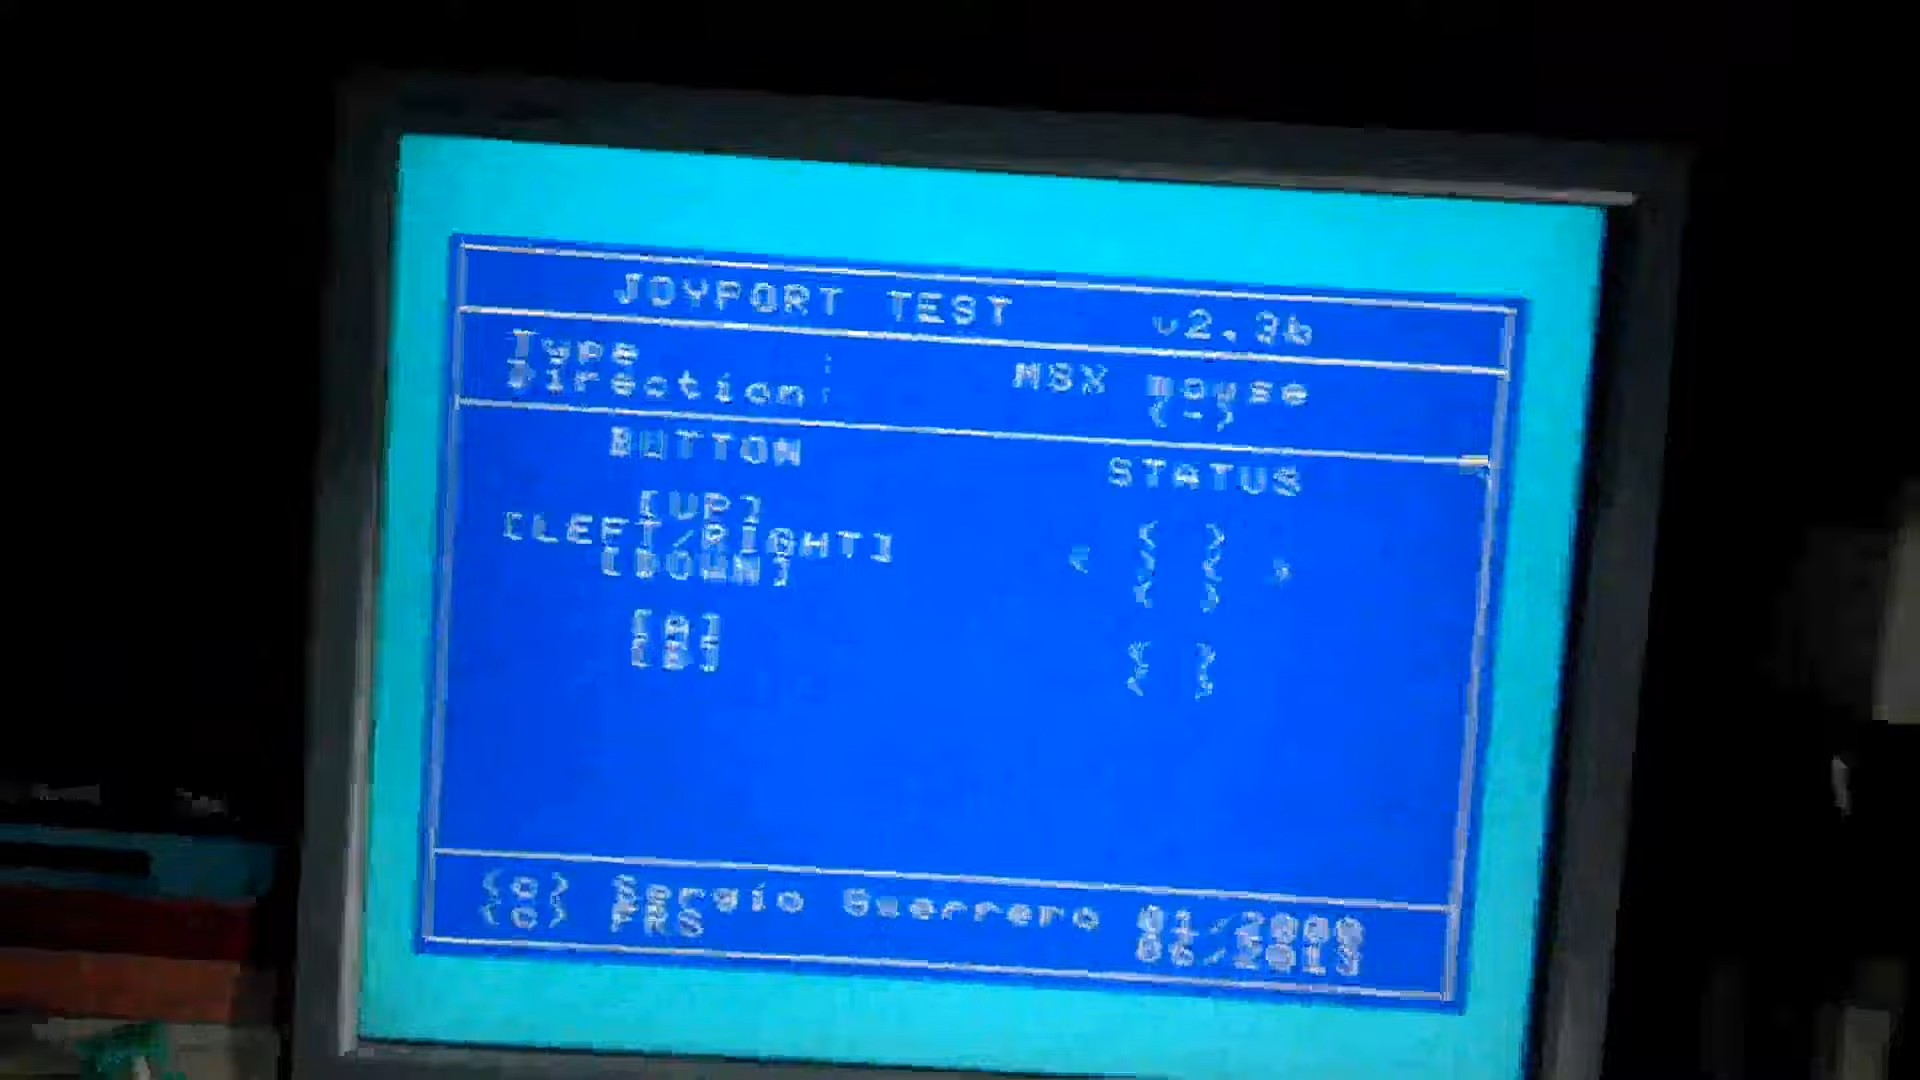 JOYPORT TEST v2.3b
Type : MSX mouse
Direction: (-)
BUTTON STATUS
[UP] ( )
[LEFT/RIGHT] < ( ) >
[DOWN] ( )
[A] ( )
[B] ( )
(c) Sergio Guerrero 01/2000
(c) FRS 06/2013